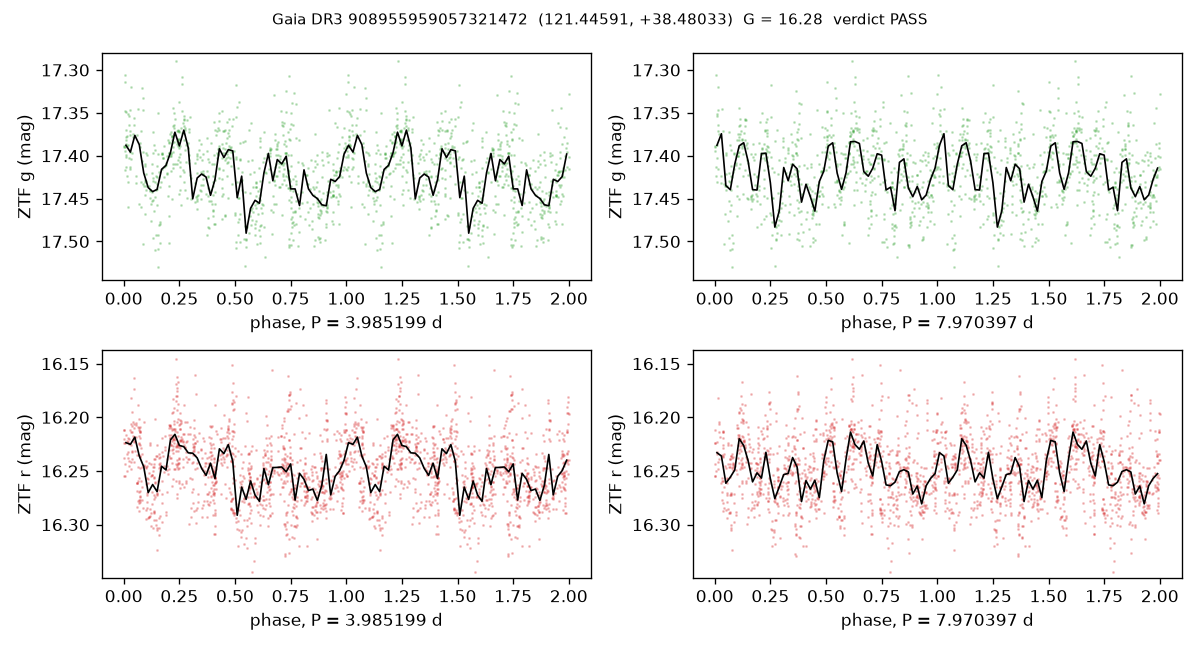 Gaia DR3 908955959057321472 (121.44591, +38.48033) G = 16.28 verdict PASS
ZTF g (mag)
17.30
17.35
17.40
17.45
17.50
0.00 0.25 0.50 0.75 1.00 1.25 1.50 1.75 2.00
phase, P = 3.985199 d
ZTF g (mag)
17.30
17.35
17.40
17.45
17.50
0.00 0.25 0.50 0.75 1.00 1.25 1.50 1.75 2.00
phase, P = 7.970397 d
ZTF r (mag)
16.15
16.20
16.25
16.30
0.00 0.25 0.50 0.75 1.00 1.25 1.50 1.75 2.00
phase, P = 3.985199 d
ZTF r (mag)
16.15
16.20
16.25
16.30
0.00 0.25 0.50 0.75 1.00 1.25 1.50 1.75 2.00
phase, P = 7.970397 d